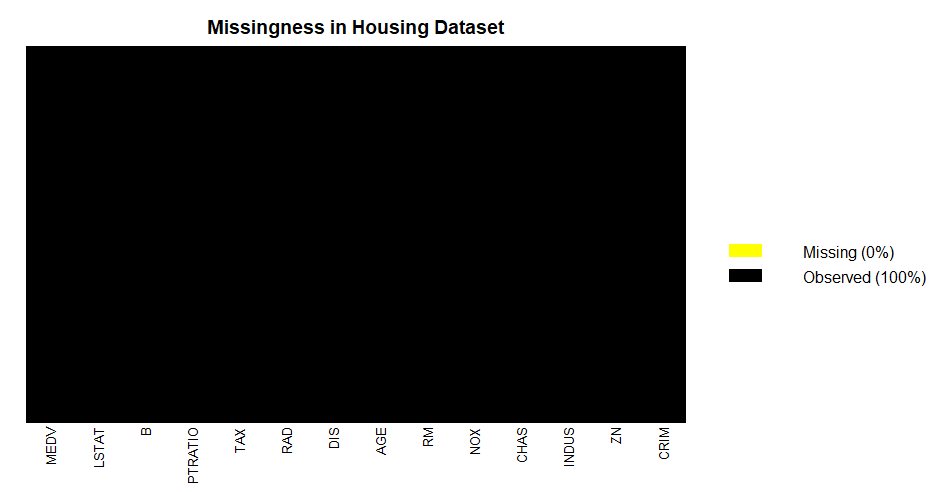 Missingness in Housing Dataset
Missing (0%)
Observed (100%)
MEDV
LSTAT
B
PTRATIO
TAX
RAD
DIS
AGE
RM
NOX
CHAS
INDUS
ZN
CRIM